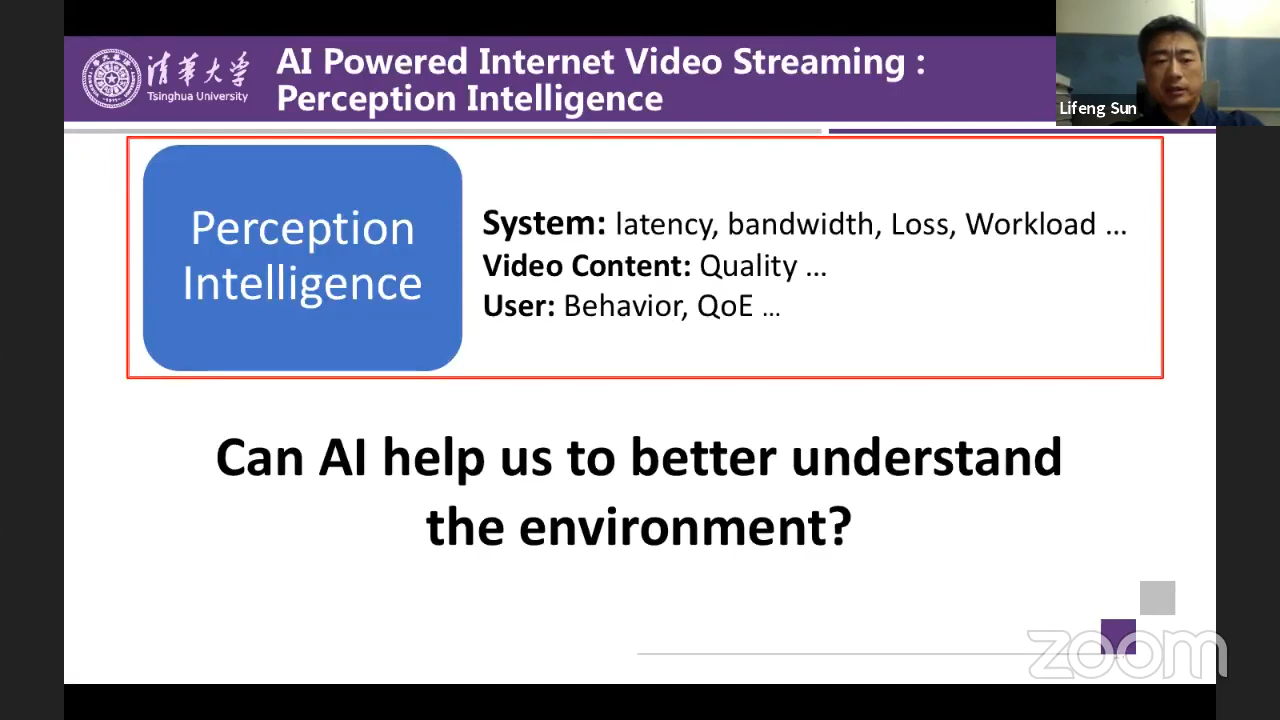 清华大学
Tsinghua University
AI Powered Internet Video Streaming :
Perception Intelligence
Lifeng Sun
Perception
Intelligence
System: latency, bandwidth, Loss, Workload ...
Video Content: Quality ...
User: Behavior, QoE ...
Can AI help us to better understand
the environment?
zoom